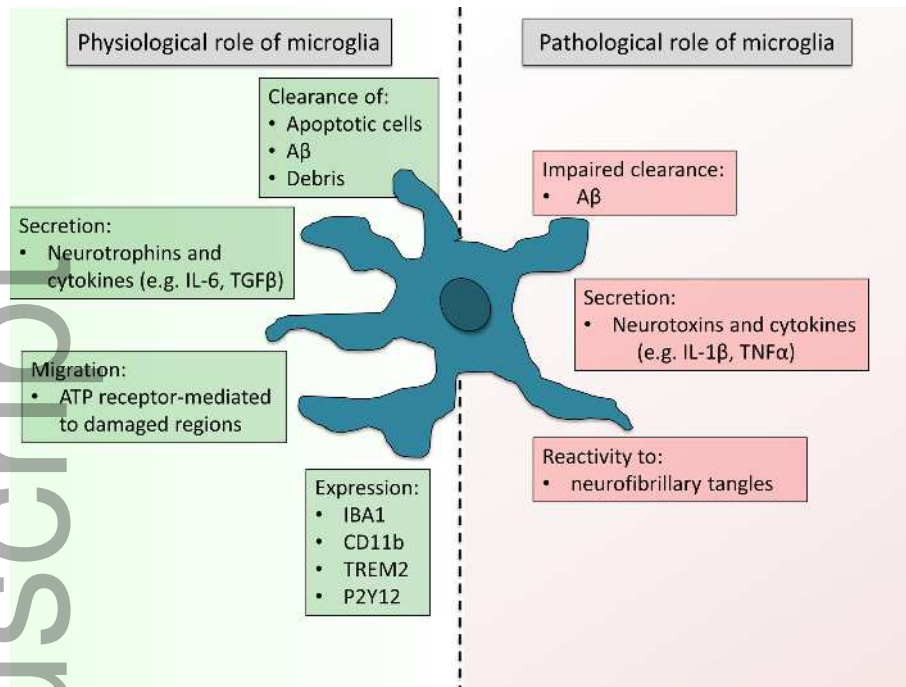 Physiological role of microglia
Pathological role of microglia
Clearance of:
• Apoptotic cells
• Aβ
• Debris
Secretion:
• Neurotrophins and
cytokines (e.g. IL-6, TGFβ)
Migration:
• ATP receptor-mediated
to damaged regions
Expression:
• IBA1
• CD11b
• TREM2
• P2Y12
Impaired clearance:
• Aβ
Secretion:
• Neurotoxins and cytokines
(e.g. IL-1β, TNFα)
Reactivity to:
• neurofibrillary tangles
uscript